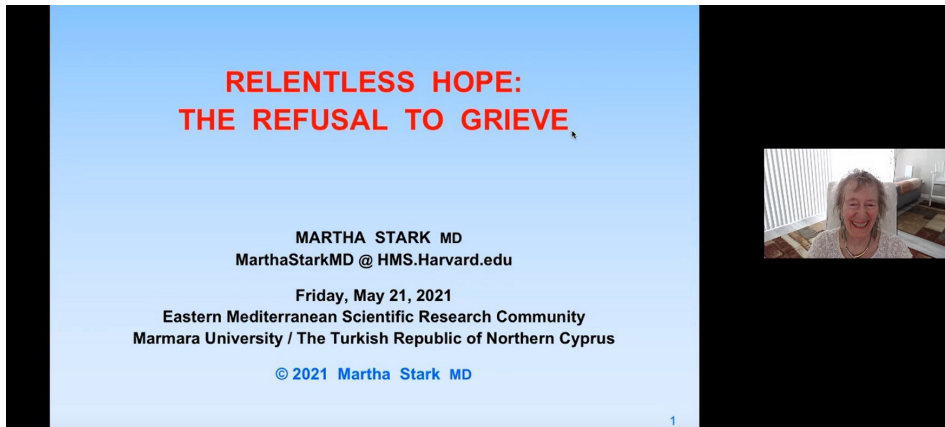 RELENTLESS HOPE:
THE REFUSAL TO GRIEVE
MARTHA STARK MD
MarthaStarkMD @ HMS.Harvard.edu
Friday, May 21, 2021
Eastern Mediterranean Scientific Research Community
Marmara University / The Turkish Republic of Northern Cyprus
© 2021 Martha Stark MD
1